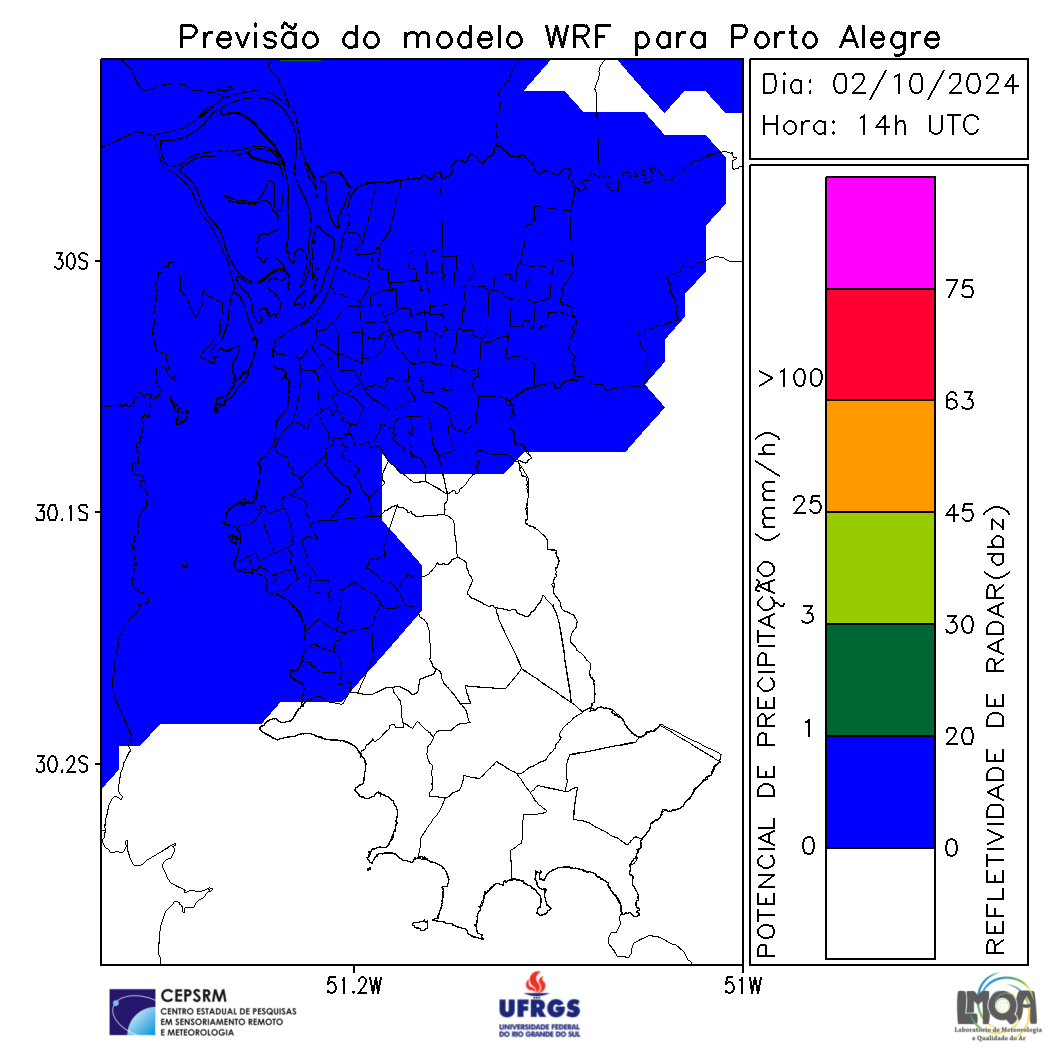 Previsão do modelo WRF para Porto Alegre
Dia: 02/10/2024
Hora: 14h UTC
30S
30.1S
30.2S
51.2W
51W
POTENCIAL DE PRECIPITAÇÃO (mm/h)
>100
25
3
1
0
75
63
45
30
20
0
REFLETIVIDADE DE RADAR(dbz)
CEPSRM
CENTRO ESTADUAL DE PESQUISAS
EM SENSORIAMENTO REMOTO
E METEOROLOGIA
UFRGS
UNIVERSIDADE FEDERAL
DO RIO GRANDE DO SUL
LMQA
Laboratório de Meteorologia
e Qualidade do Ar